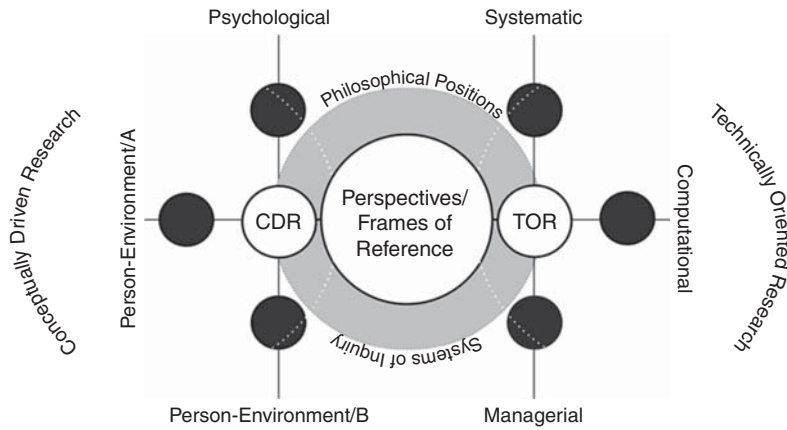 Psychological
Systematic
Philosophical Positions
Conceptually Driven Research
Person-Environment/A
CDR
Perspectives/
Frames of
Reference
TOR
Computational
Technically Oriented Research
Systems of Inquiry
Person-Environment/B
Managerial